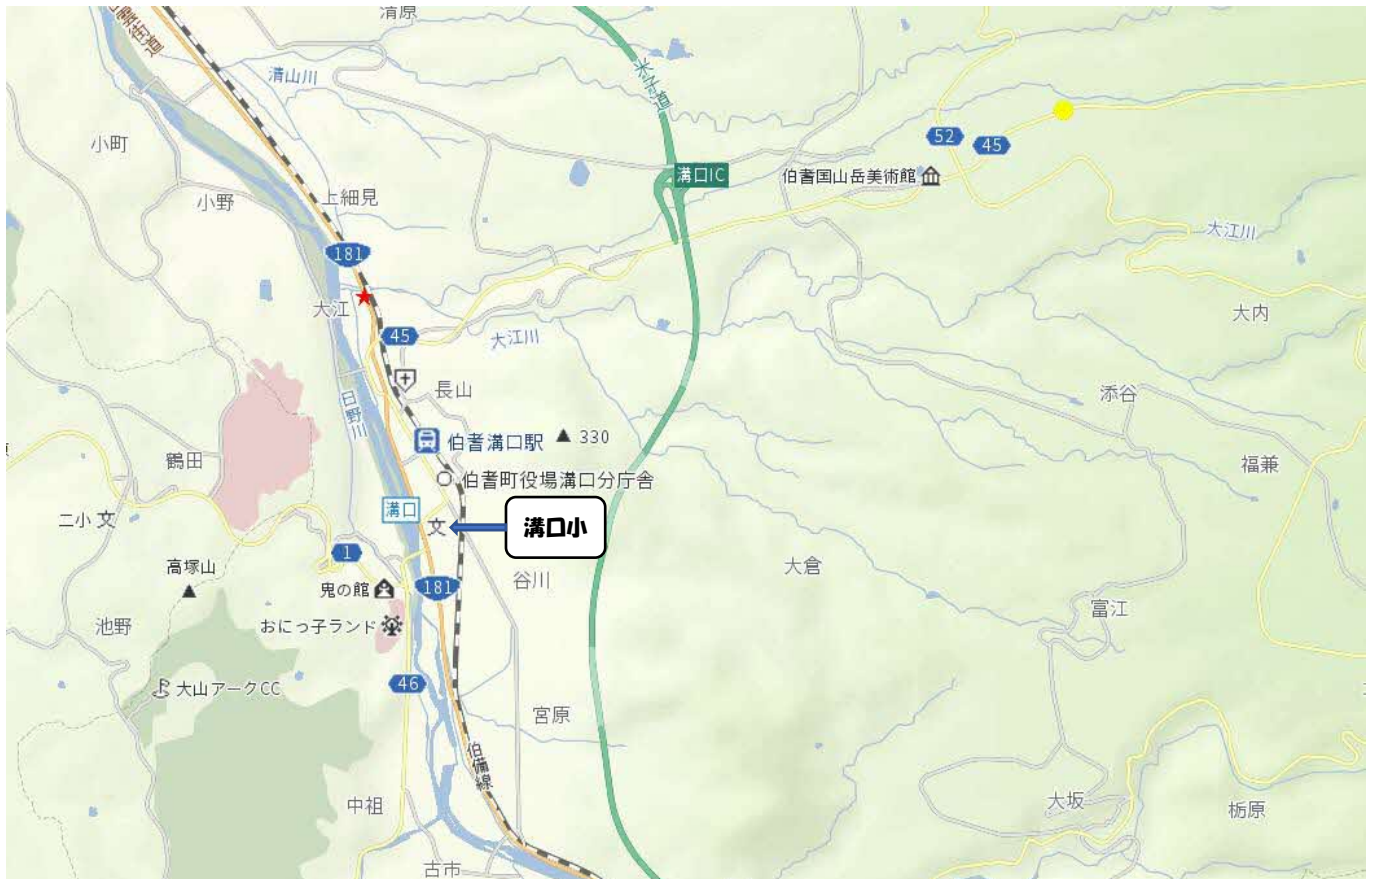 清原
出雲街道
清山川
米子道
小町
52
45
溝口IC
伯耆国山岳美術館
小野
上細見
大江川
181
大江
大内
45
大江川
長山
添谷
日野川
330
伯耆溝口駅
鶴田
福兼
伯耆町役場溝口分庁舎
溝口
二小
文
文
溝口小
1
高塚山
大倉
谷川
鬼の館
181
富江
おにっ子ランド
池野
46
大山アークCC
宮原
伯備線
中祖
大坂
栃原
古市